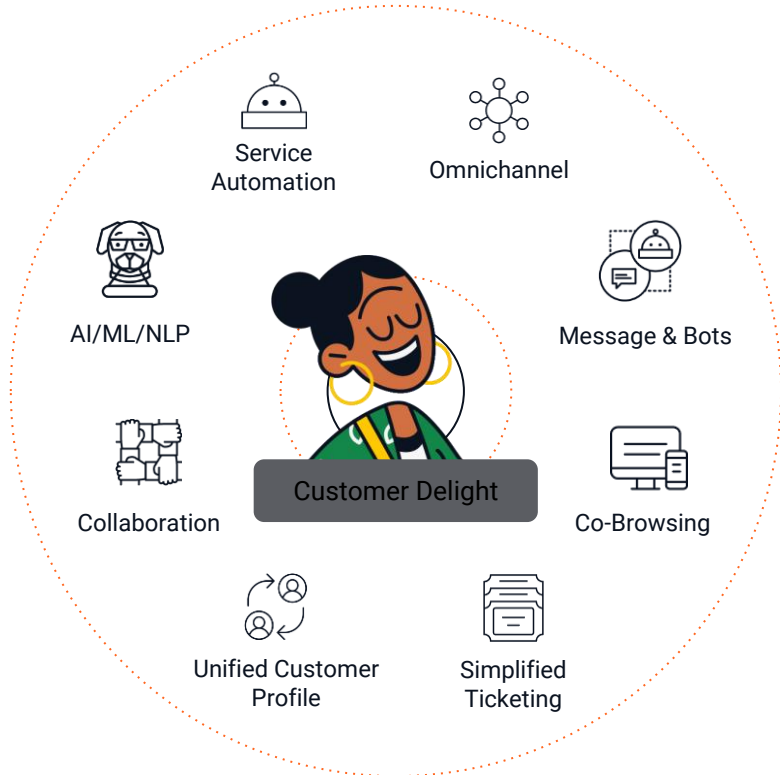 Service
Automation
Omnichannel
AI/ML/NLP
Message & Bots
Customer Delight
Collaboration
Co-Browsing
Unified Customer
Profile
Simplified
Ticketing